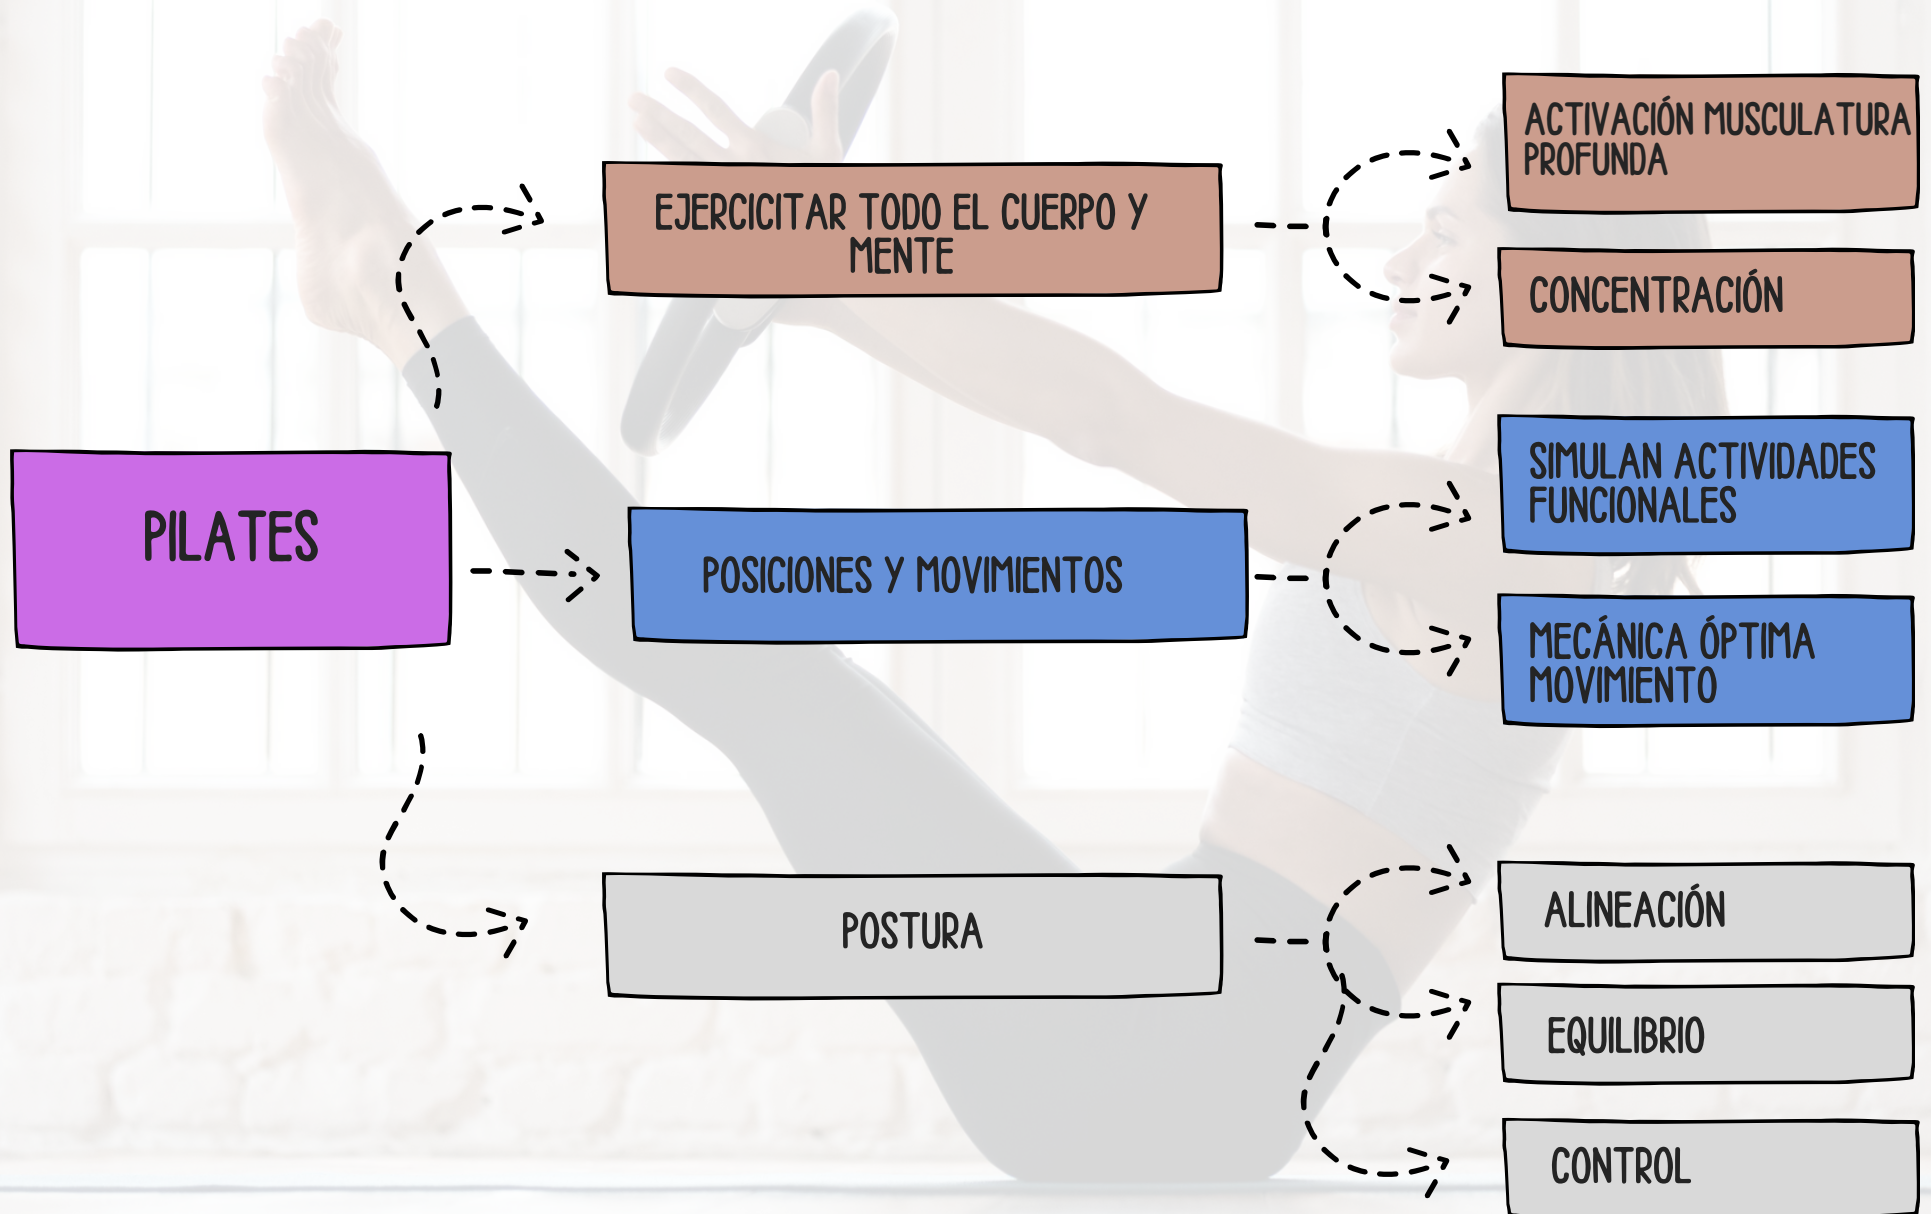 PILATES
EJERCICITAR TODO EL CUERPO Y
MENTE
ACTIVACIÓN MUSCULATURA
PROFUNDA
CONCENTRACIÓN
POSICIONES Y MOVIMIENTOS
SIMULAN ACTIVIDADES
FUNCIONALES
MECÁNICA ÓPTIMA
MOVIMIENTO
POSTURA
ALINEACIÓN
EQUILIBRIO
CONTROL